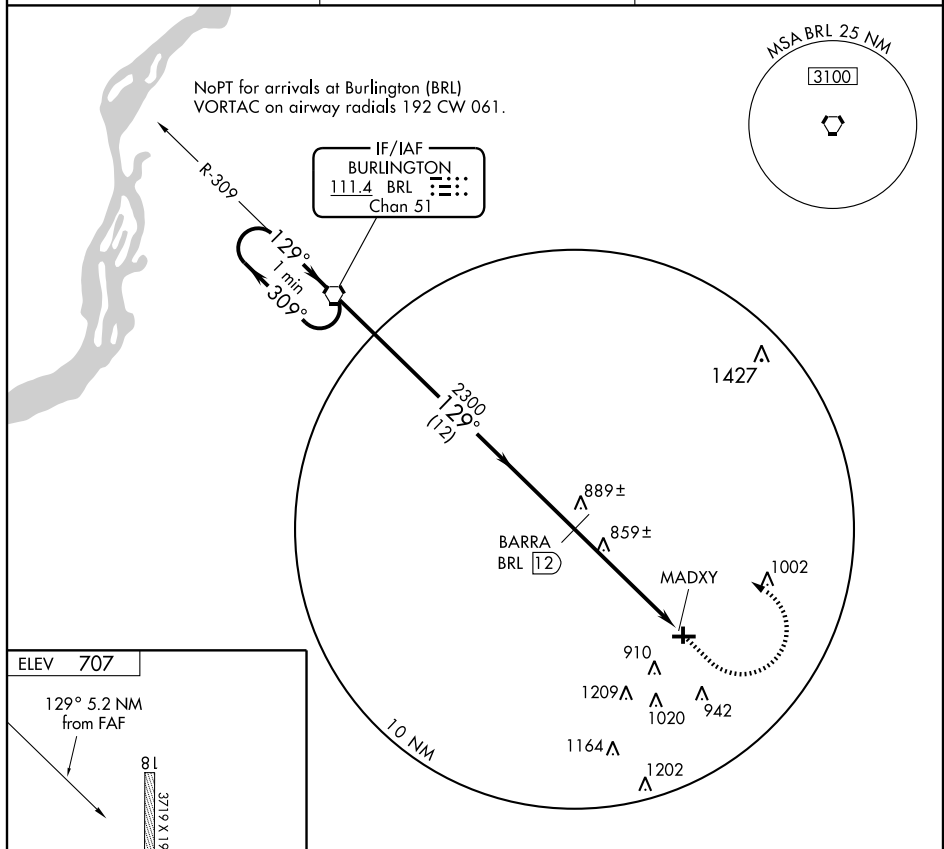 MSA BRL 25 NM
3100
NoPT for arrivals at Burlington (BRL)
VORTAC on airway radials 192 CW 061.
R-309
IF/IAF
BURLINGTON
111.4 BRL
Chan 51
129°
1 min
309°
2300
129°
(12)
1427
889±
859±
BARRA
BRL 12
MADXY
1002
910
1209
1020
942
1164
1202
10 NM
ELEV 707
129° 5.2 NM
from FAF
18